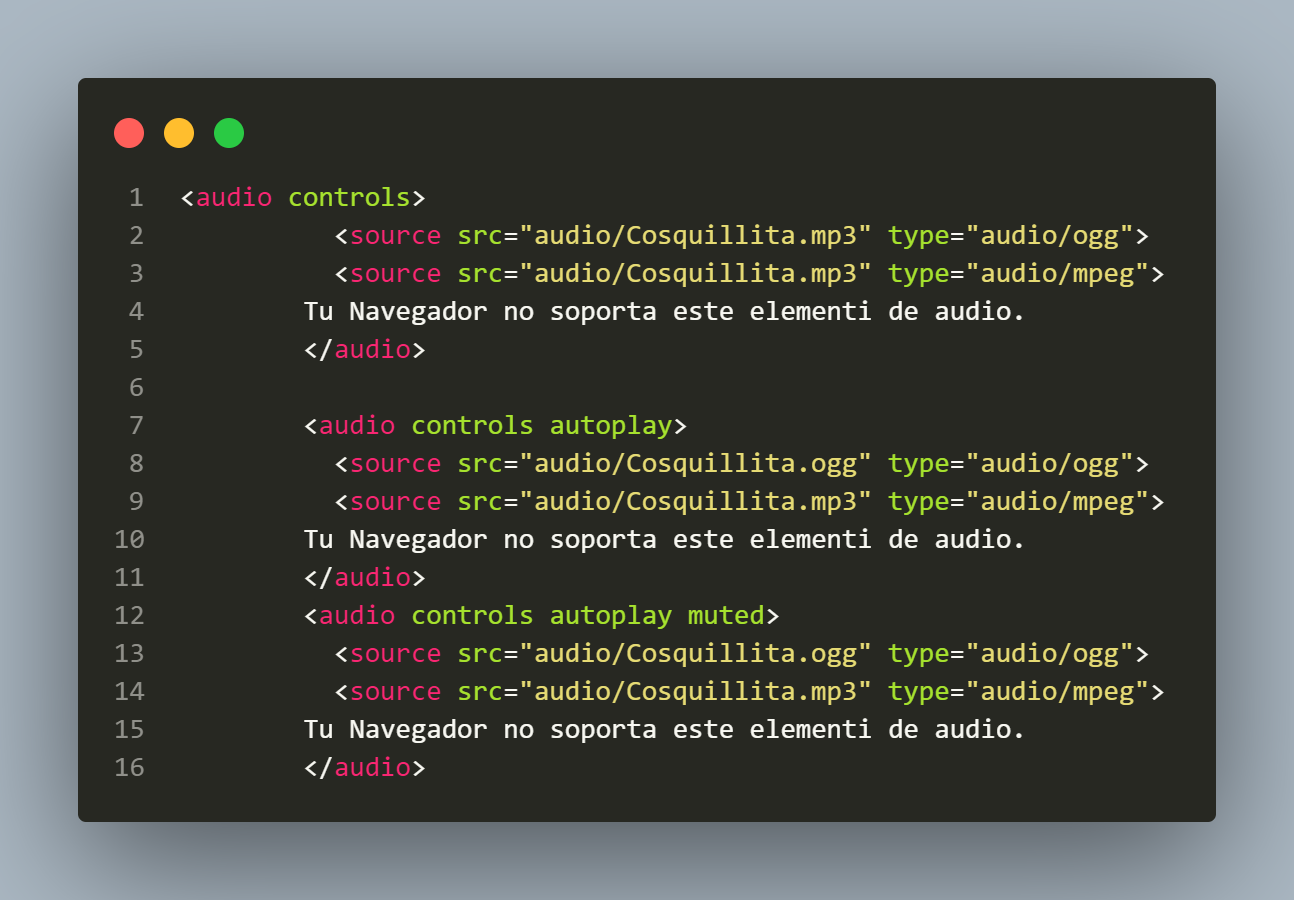 1 <audio controls>
2 <source src="audio/Cosquillita.mp3" type="audio/ogg">
3 <source src="audio/Cosquillita.mp3" type="audio/mpeg">
4 Tu Navegador no soporta este elementi de audio.
5 </audio>
6
7 <audio controls autoplay>
8 <source src="audio/Cosquillita.ogg" type="audio/ogg">
9 <source src="audio/Cosquillita.mp3" type="audio/mpeg">
10 Tu Navegador no soporta este elementi de audio.
11 </audio>
12 <audio controls autoplay muted>
13 <source src="audio/Cosquillita.ogg" type="audio/ogg">
14 <source src="audio/Cosquillita.mp3" type="audio/mpeg">
15 Tu Navegador no soporta este elementi de audio.
16 </audio>